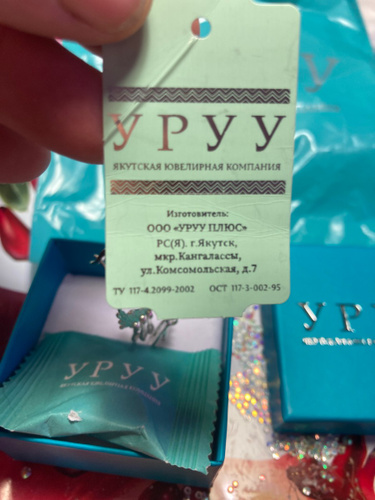 УРУУ
ЯКУТСКАЯ ЮВЕЛИРНАЯ КОМПАНИЯ
Изготовитель:
ООО «УРУУ ПЛЮС»
РС(Я). г.Якутск,
мкр.Кангалассы,
ул.Комсомольская, д.7
ТУ 117-4.2099-2002 ОСТ 117-3-002-95
УРУУ